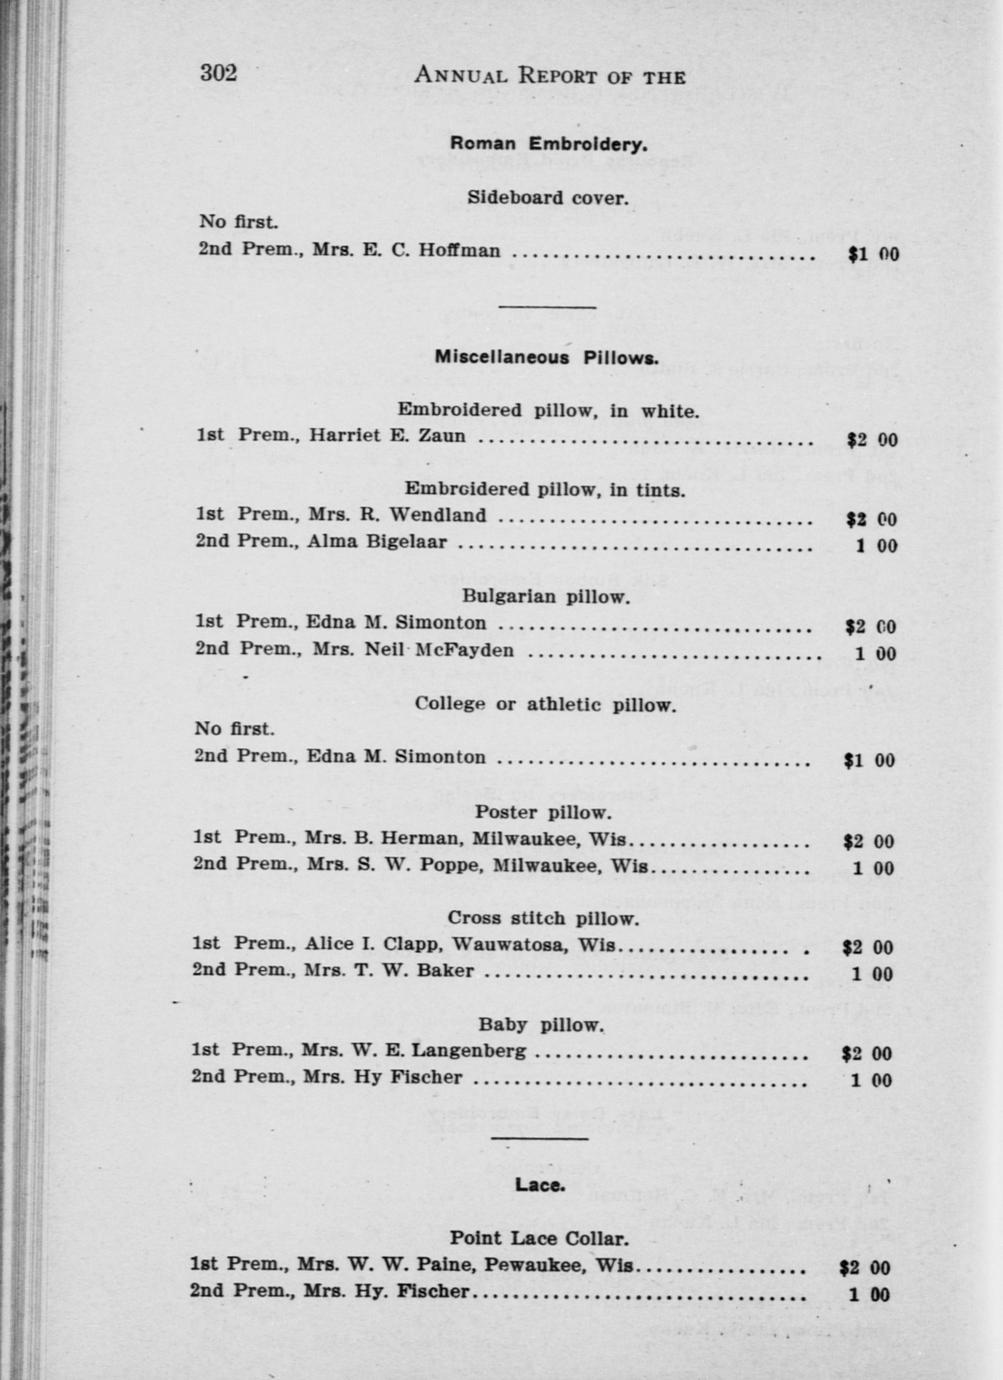 302 ANNUAL REPORT OF THE
Roman Embroidery.
Sideboard cover.
No first.
2nd Prem., Mrs. E. C. Hoffman .............................. $1 00
Miscellaneous Pillows.
Embroidered pillow, in white.
1st Prem., Harriet E. Zaun ................................. $2 00
Embroidered pillow, in tints.
1st Prem., Mrs. R. Wendland ............................... $2 00
2nd Prem., Alma Bigelaar ................................... 1 00
Bulgarian pillow.
1st Prem., Edna M. Simonton ............................... $2 00
2nd Prem., Mrs. Neil McFayden ............................. 1 00
College or athletic pillow.
No first.
2nd Prem., Edna M. Simonton ............................... $1 00
Poster pillow.
1st Prem., Mrs. B. Herman, Milwaukee, Wis.................. $2 00
2nd Prem., Mrs. S. W. Poppe, Milwaukee, Wis................ 1 00
Cross stitch pillow.
1st Prem., Alice I. Clapp, Wauwatosa, Wis................. . $2 00
2nd Prem., Mrs. T. W. Baker ................................ 1 00
Baby pillow.
1st Prem., Mrs. W. E. Langenberg ........................... $2 00
2nd Prem., Mrs. Hy Fischer ................................. 1 00
Lace.
Point Lace Collar.
1st Prem., Mrs. W. W. Paine, Pewaukee, Wis................. $2 00
2nd Prem., Mrs. Hy. Fischer................................. 1 00